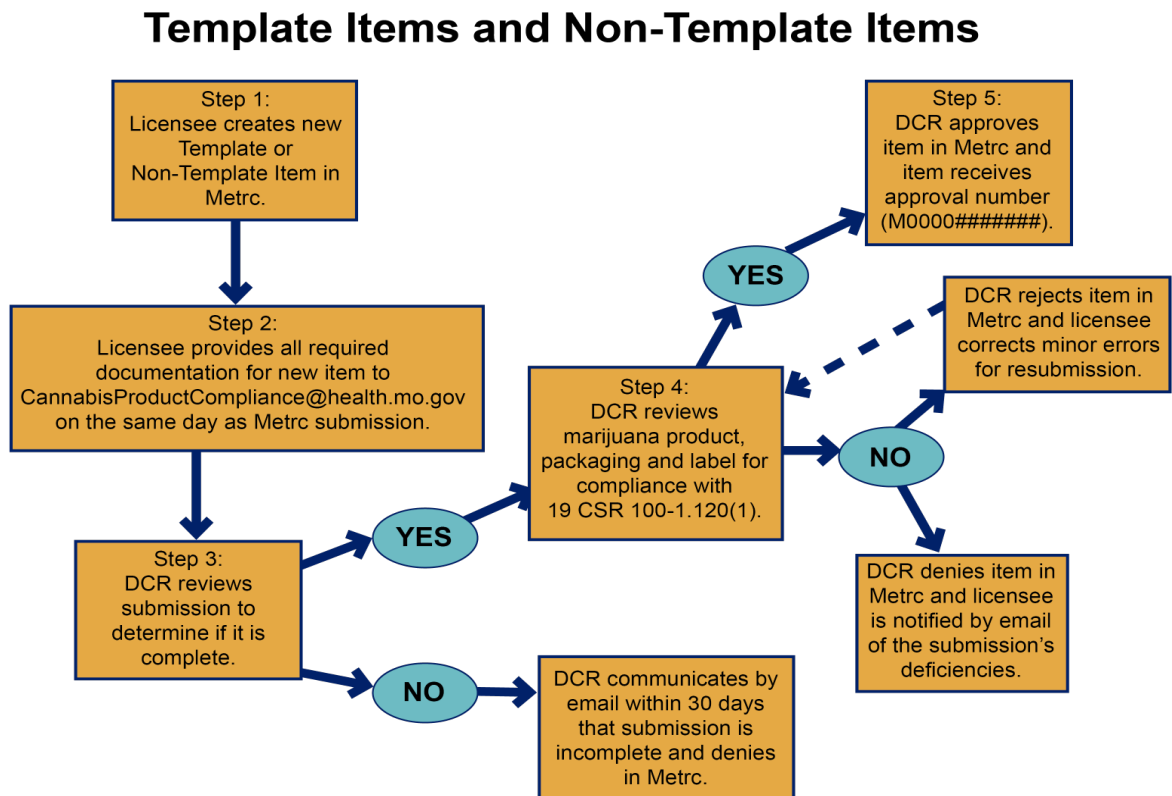 Template Items and Non-Template Items
Step 1:
Licensee creates new
Template or
Non-Template Item in
Metrc.
Step 2:
Licensee provides all required
documentation for new item to
CannabisProductCompliance@health.mo.gov
on the same day as Metrc submission.
Step 3:
DCR reviews
submission to
determine if it is
complete.
YES
NO
DCR communicates by
email within 30 days
that submission is
incomplete and denies
in Metrc.
Step 4:
DCR reviews
marijuana product,
packaging and label for
compliance with
19 CSR 100-1.120(1).
YES
Step 5:
DCR approves
item in Metrc and
item receives
approval number
(M0000#######).
NO
DCR rejects item in
Metrc and licensee
corrects minor errors
for resubmission.
DCR denies item in
Metrc and licensee
is notified by email
of the submission's
deficiencies.